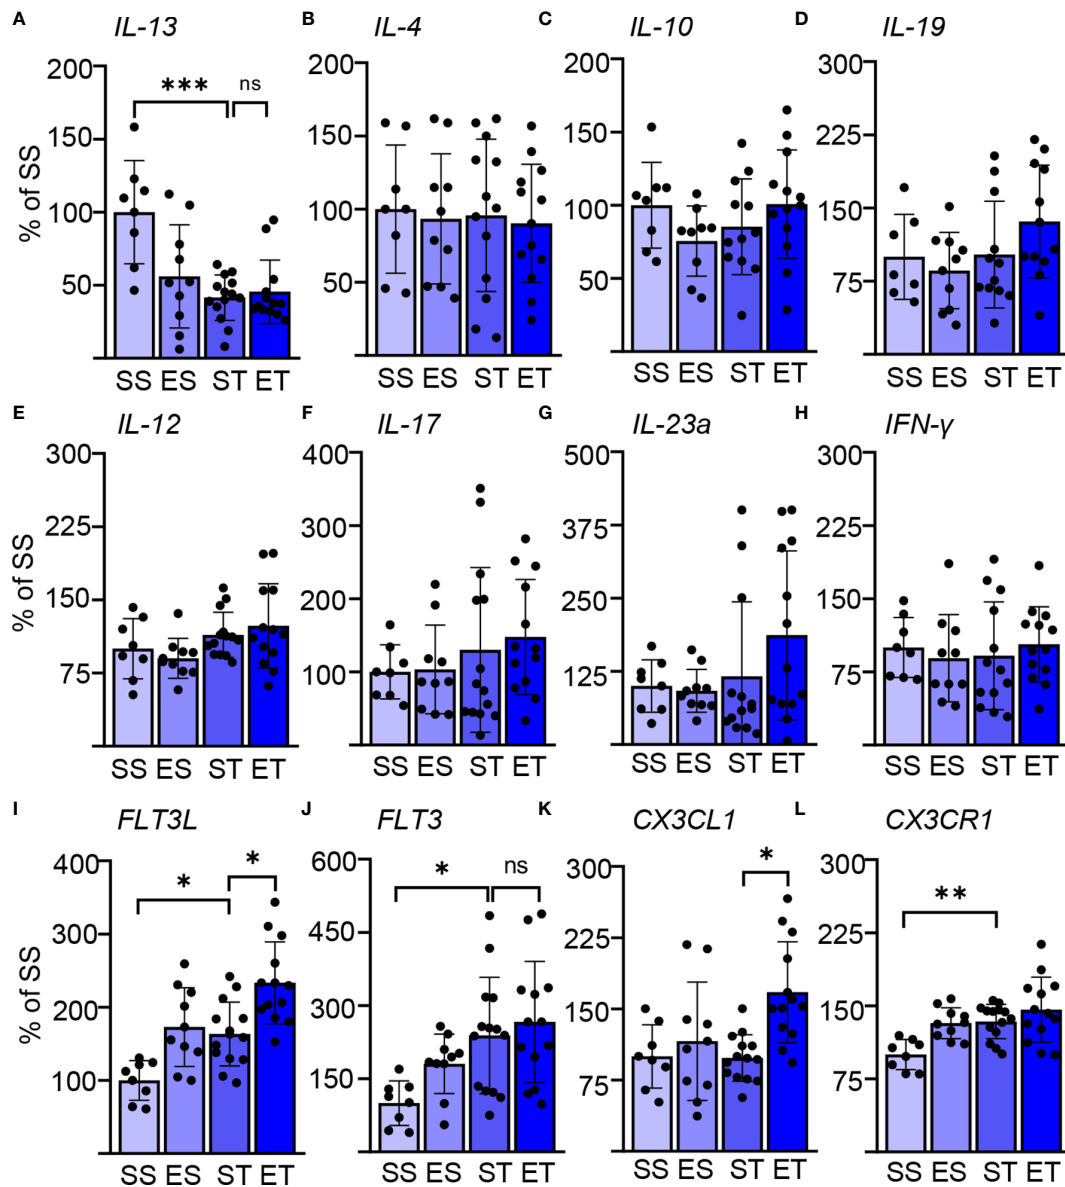 A IL-13
% of SS
200
150
100
50
*** ns
SS ES ST ET
B IL-4
200
150
100
50
SS ES ST ET
C IL-10
200
150
100
50
SS ES ST ET
D IL-19
300
225
150
75
SS ES ST ET
E IL-12
% of SS
300
225
150
75
SS ES ST ET
F IL-17
400
300
200
100
SS ES ST ET
G IL-23a
500
375
250
125
SS ES ST ET
H IFN-γ
300
225
150
75
SS ES ST ET
I FLT3L
% of SS
400
300
200
100
* *
SS ES ST ET
J FLT3
600
450
300
150
* ns
SS ES ST ET
K CX3CL1
300
225
150
75
*
SS ES ST ET
L CX3CR1
300
225
150
75
**
SS ES ST ET